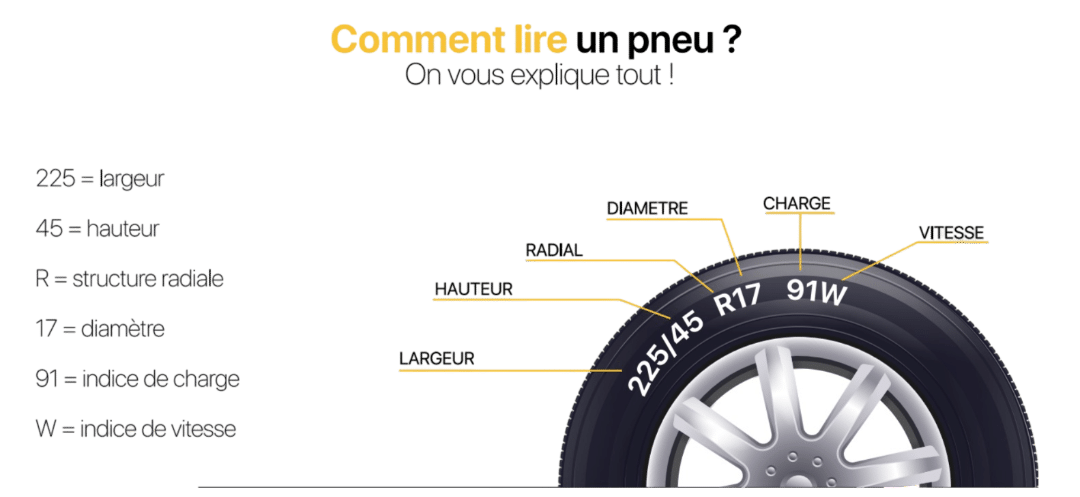 Comment lire un pneu ?
On vous explique tout !
225 = largeur
45 = hauteur
R = structure radiale
17 = diamètre
91 = indice de charge
W = indice de vitesse
DIAMETRE
CHARGE
VITESSE
RADIAL
HAUTEUR
LARGEUR
225/45 R17 91W